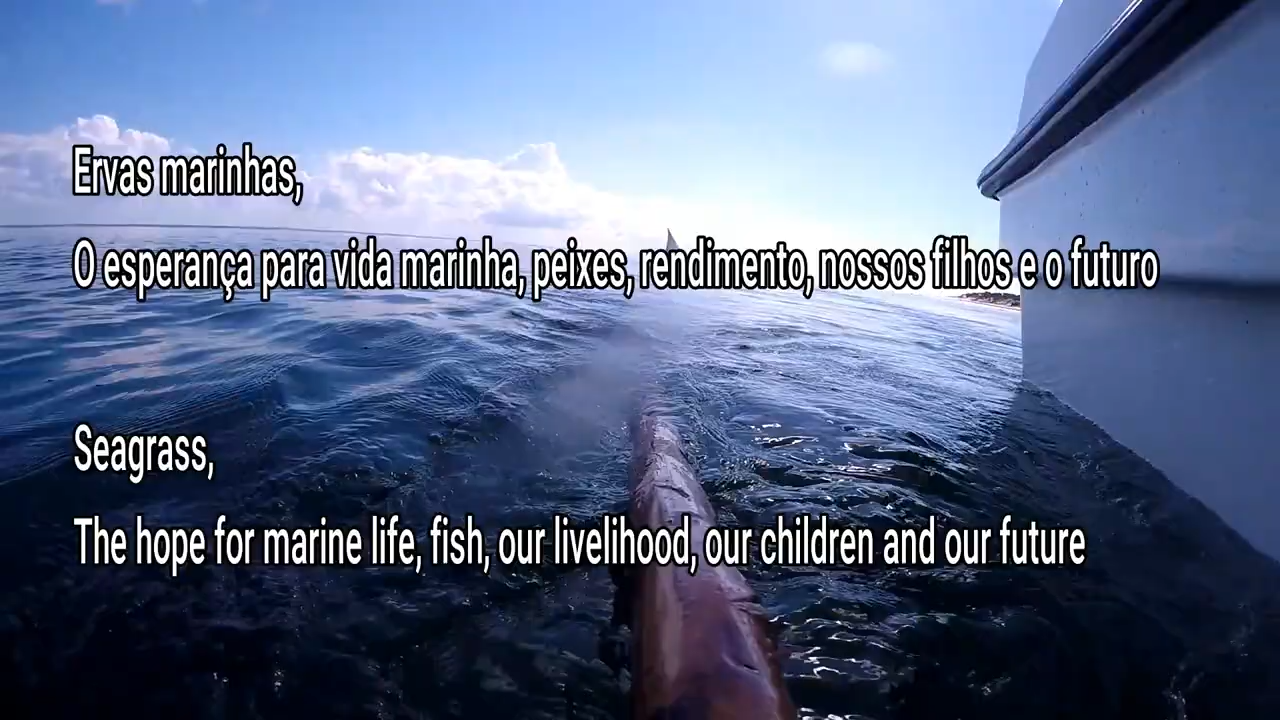 Ervas marinhas,
O esperança para vida marinha, peixes, rendimento, nossos filhos e o futuro
Seagrass,
The hope for marine life, fish, our livelihood, our children and our future